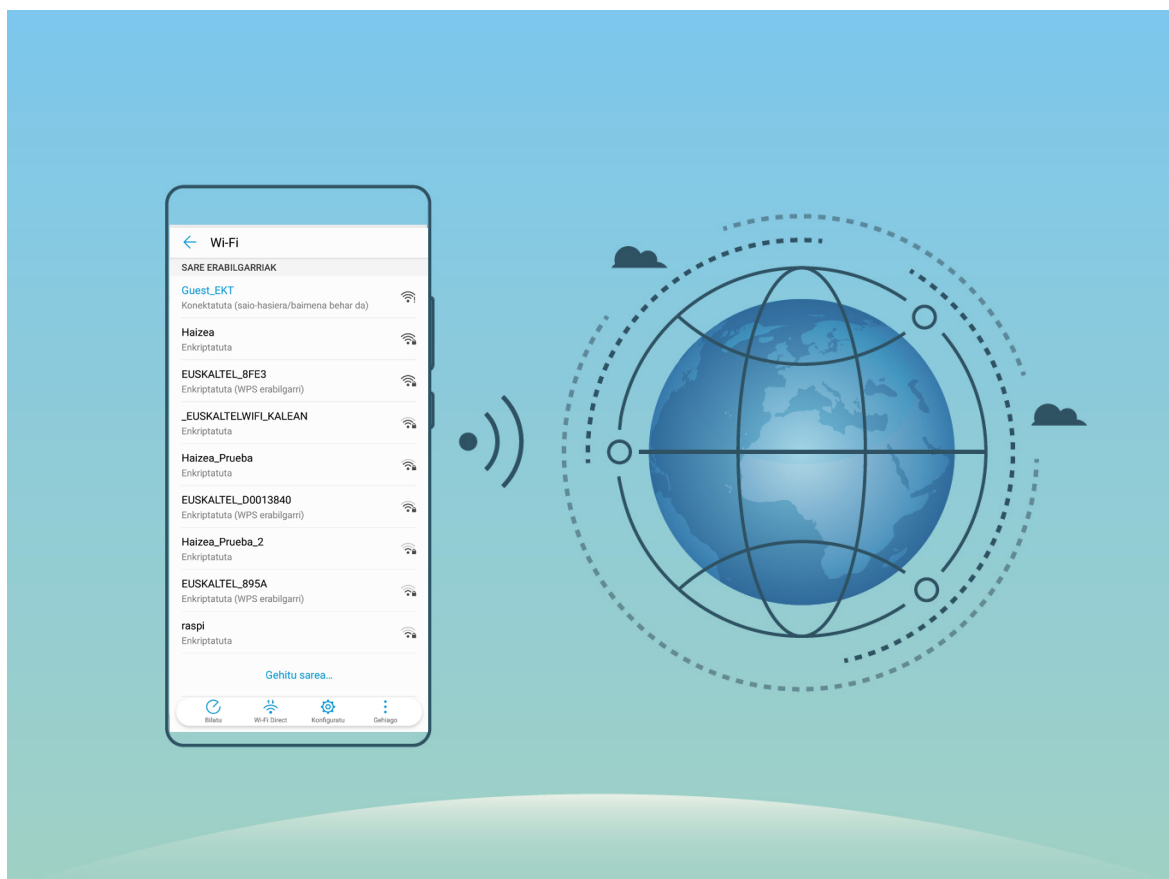 Wi-Fi
SARE ERABILGARRIAK
Guest_EKT
Konektatuta (saio-hasiera/baimena behar da)
Haizea
Enkriptatuta
EUSKALTEL_8FE3
Enkriptatuta (WPS erabilgarri)
_EUSKALTELWIFI_KALEAN
Enkriptatuta
Haizea_Prueba
Enkriptatuta
EUSKALTEL_D0013840
Enkriptatuta (WPS erabilgarri)
Haizea_Prueba_2
Enkriptatuta
EUSKALTEL_895A
Enkriptatuta (WPS erabilgarri)
raspi
Enkriptatuta
Gehitu sarea...
Bilatu Wi-Fi Direct Konfiguratu Gehiago